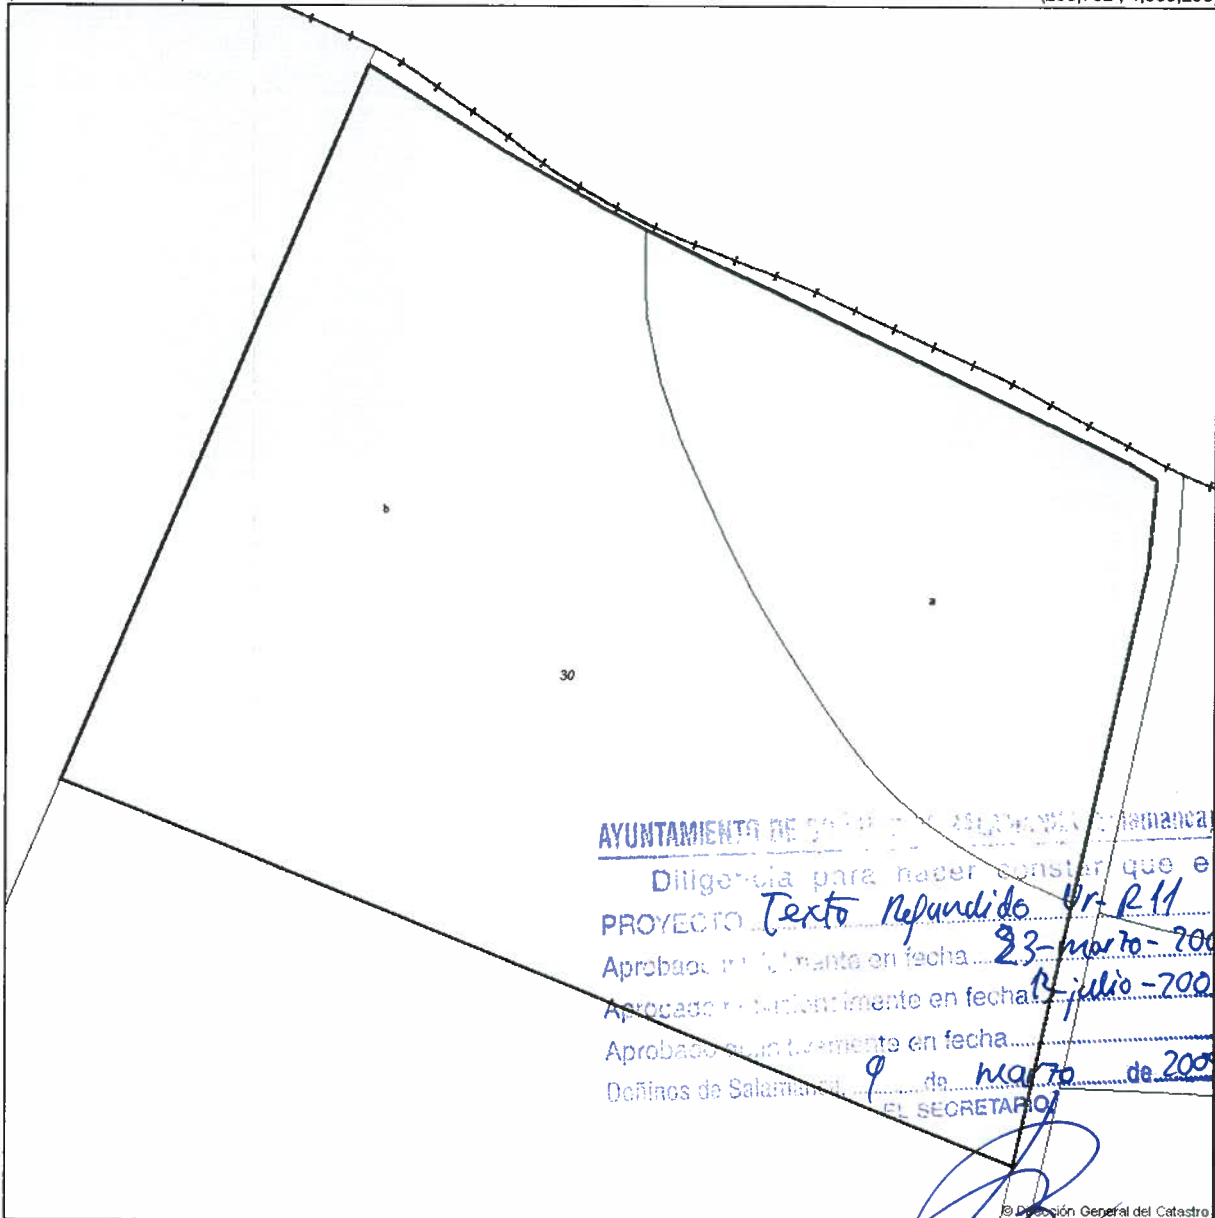 b
a
30
AYUNTAMIENTO DE
Diligencia para hacer constar que e
PROYECTO Texto Refundido Ur-R11
Aprobado en fecha 23-marzo-200
Aprobado en fecha 13-julio-200
Aprobado en fecha
Doñinos de Salamanca, 9 de marzo de 200
EL SECRETARIO
© Dirección General del Catastro